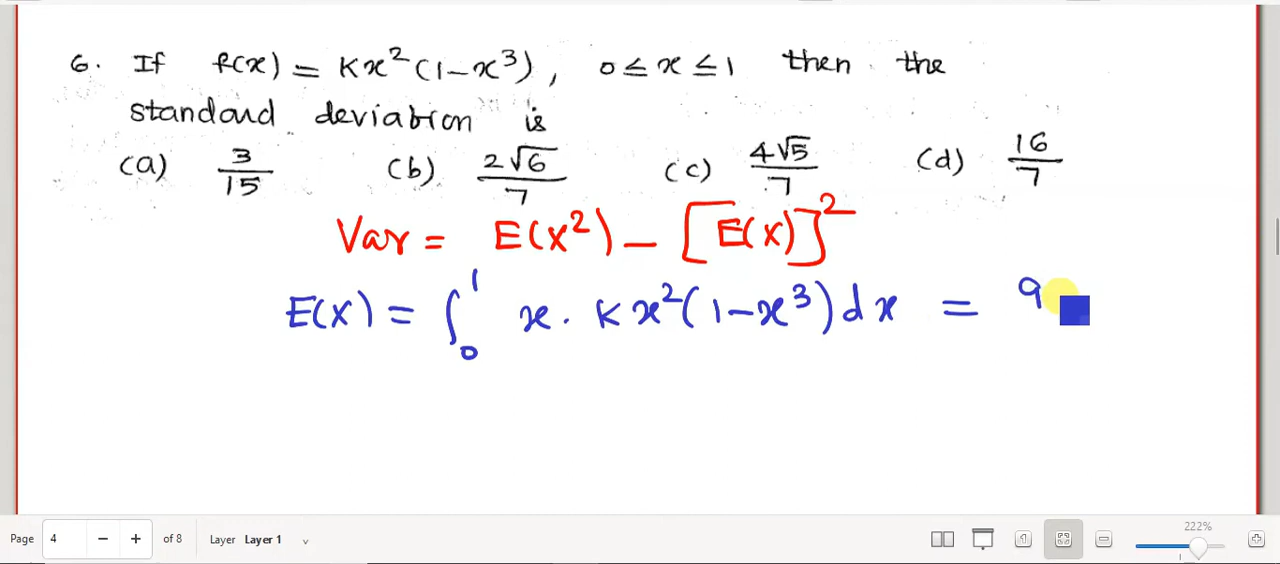 6. If f(x) = Kx²(1-x³), 0≤x≤1 then the
standard deviation is
(a) 3/15 (b) 2√6/7 (c) 4√5/7 (d) 16/7
Var = E(X²) - [E(X)]²
E(X) = ∫₀¹ x. Kx²(1-x³)dx = 9
Page 4 - + of 8 Layer Layer 1 222%